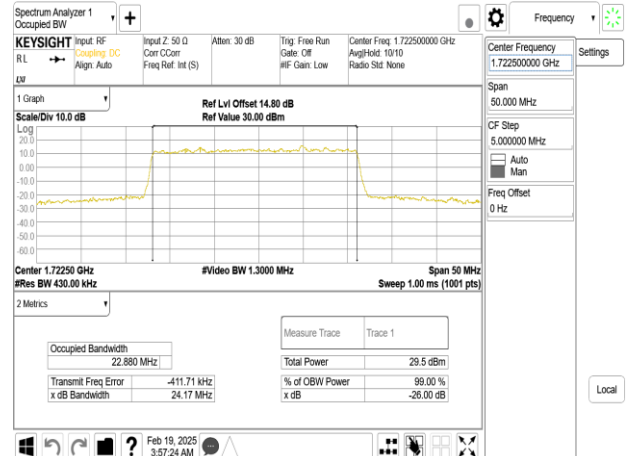 Spectrum Analyzer 1
Occupied BW
Frequency
KEYSIGHT
Input: RF
Coupling: DC
Align: Auto
Input Z: 50 Ω
Corr CCorr
Freq Ref: Int (S)
Atten: 30 dB
Trig: Free Run
Gate: Off
#IF Gain: Low
Center Freq: 1.722500000 GHz
Avg|Hold: 10/10
Radio Std: None
RL
LXI
Center Frequency
1.722500000 GHz
Settings
Span
50.000 MHz
CF Step
5.000000 MHz
Auto
Man
Freq Offset
0 Hz
Local
1 Graph
Scale/Div 10.0 dB
Ref Lvl Offset 14.80 dB
Ref Value 30.00 dBm
Log
20.0
10.0
0.00
-10.0
-20.0
-30.0
-40.0
-50.0
-60.0
Center 1.72250 GHz
#Video BW 1.3000 MHz
Span 50 MHz
#Res BW 430.00 kHz
Sweep 1.00 ms (1001 pts)
2 Metrics
Measure Trace Trace 1
Occupied Bandwidth
22.880 MHz
Total Power 29.5 dBm
Transmit Freq Error -411.71 kHz
% of OBW Power 99.00 %
x dB Bandwidth 24.17 MHz
x dB -26.00 dB
?
Feb 19, 2025
3:57:24 AM